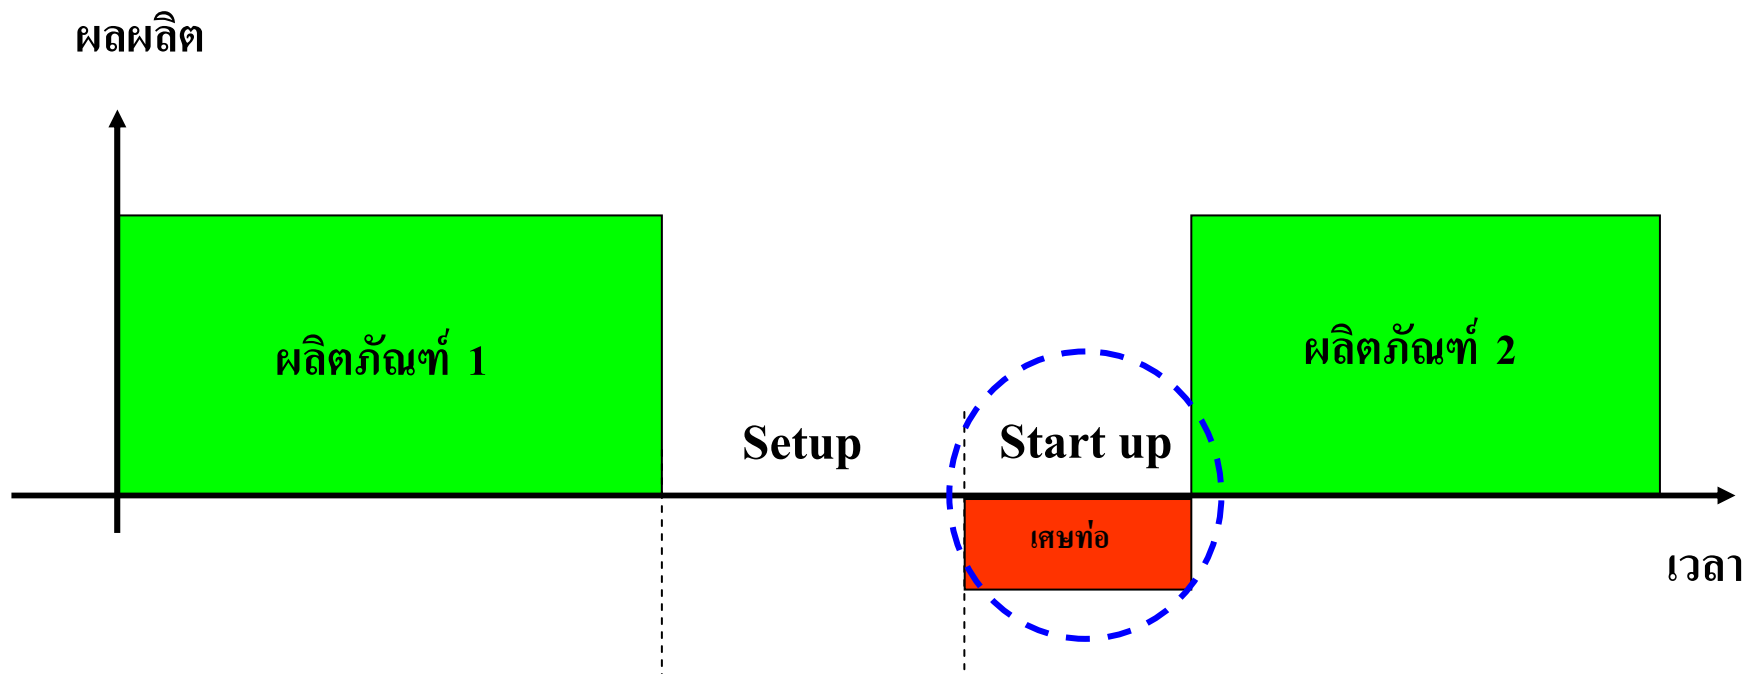 ผลผลิต
ผลิตภัณฑ์ 1
ผลิตภัณฑ์ 2
Setup
Start up
เศษท่อ
เวลา